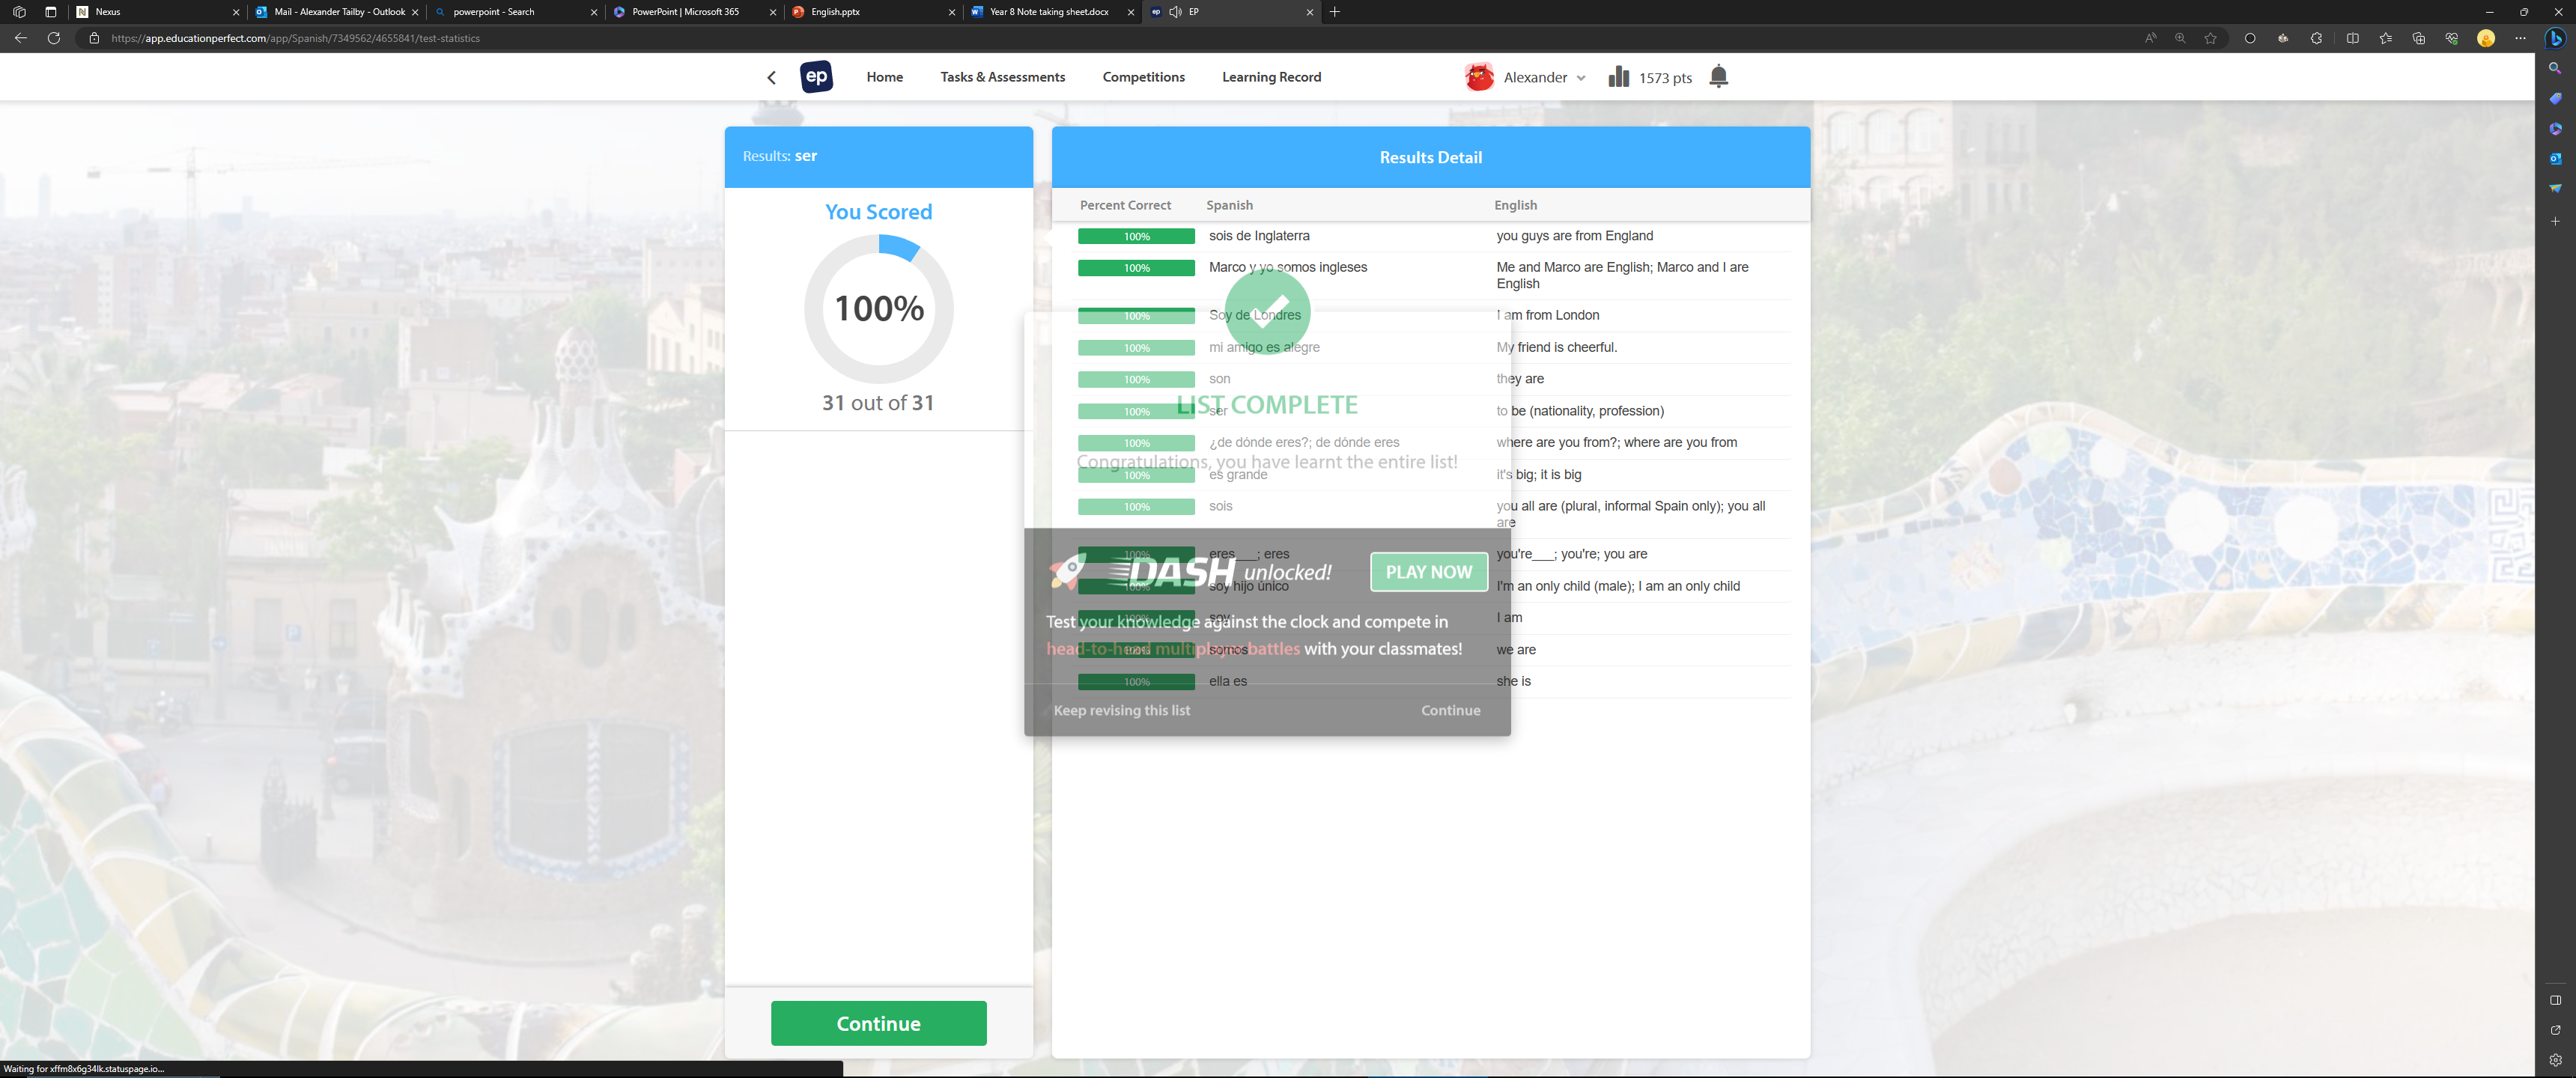 Nexus
Mail - Alexander Tailby - Outlook
powerpoint - Search
PowerPoint | Microsoft 365
English.pptx
Year 8 Note taking sheet.docx
EP
https://app.educationperfect.com/app/Spanish/7349562/4655841/test-statistics
ep
Home
Tasks & Assessments
Competitions
Learning Record
Alexander
1573 pts
Results: ser
You Scored
100%
31 out of 31
Continue
Results Detail
Percent Correct Spanish English
100% sois de Inglaterra you guys are from England
100% Marco y yo somos ingleses Me and Marco are English; Marco and I are
English
100% Soy de Londres I am from London
100% mi amigo es alegre My friend is cheerful.
100% son they are
100% ser to be (nationality, profession)
100% ¿de dónde eres?; de dónde eres where are you from?; where are you from
100% es grande it's big; it is big
100% sois you all are (plural, informal Spain only); you all
are
100% eres___; eres you're___; you're; you are
100% soy hijo único I'm an only child (male); I am an only child
100% soy I am
100% somos we are
100% ella es she is
LIST COMPLETE
Congratulations, you have learnt the entire list!
DASH unlocked!
PLAY NOW
Test your knowledge against the clock and compete in
head-to-head multiplayer battles with your classmates!
Keep revising this list
Continue
Waiting for xffm8x6g34lk.statuspage.io...